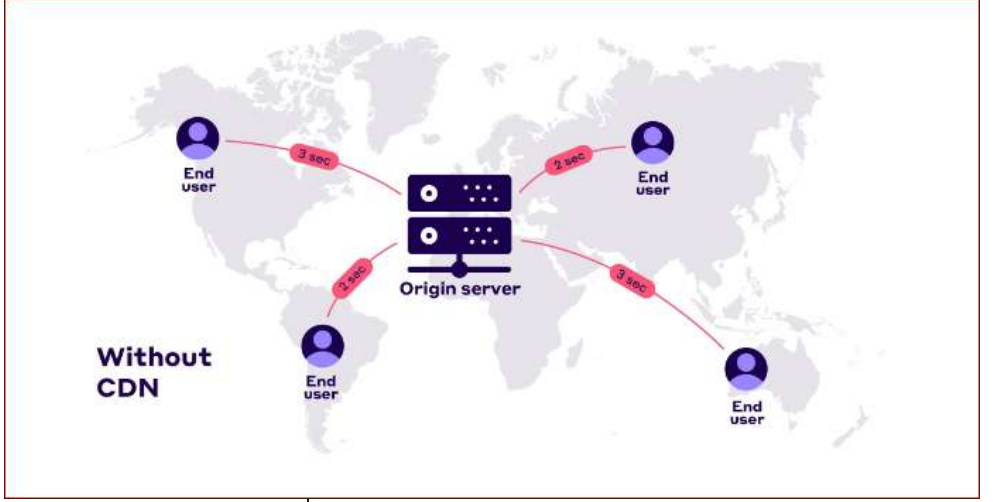 3 sec
2 sec
End
user
End
user
Origin server
2 sec
3 sec
Without
CDN
End
user
End
user